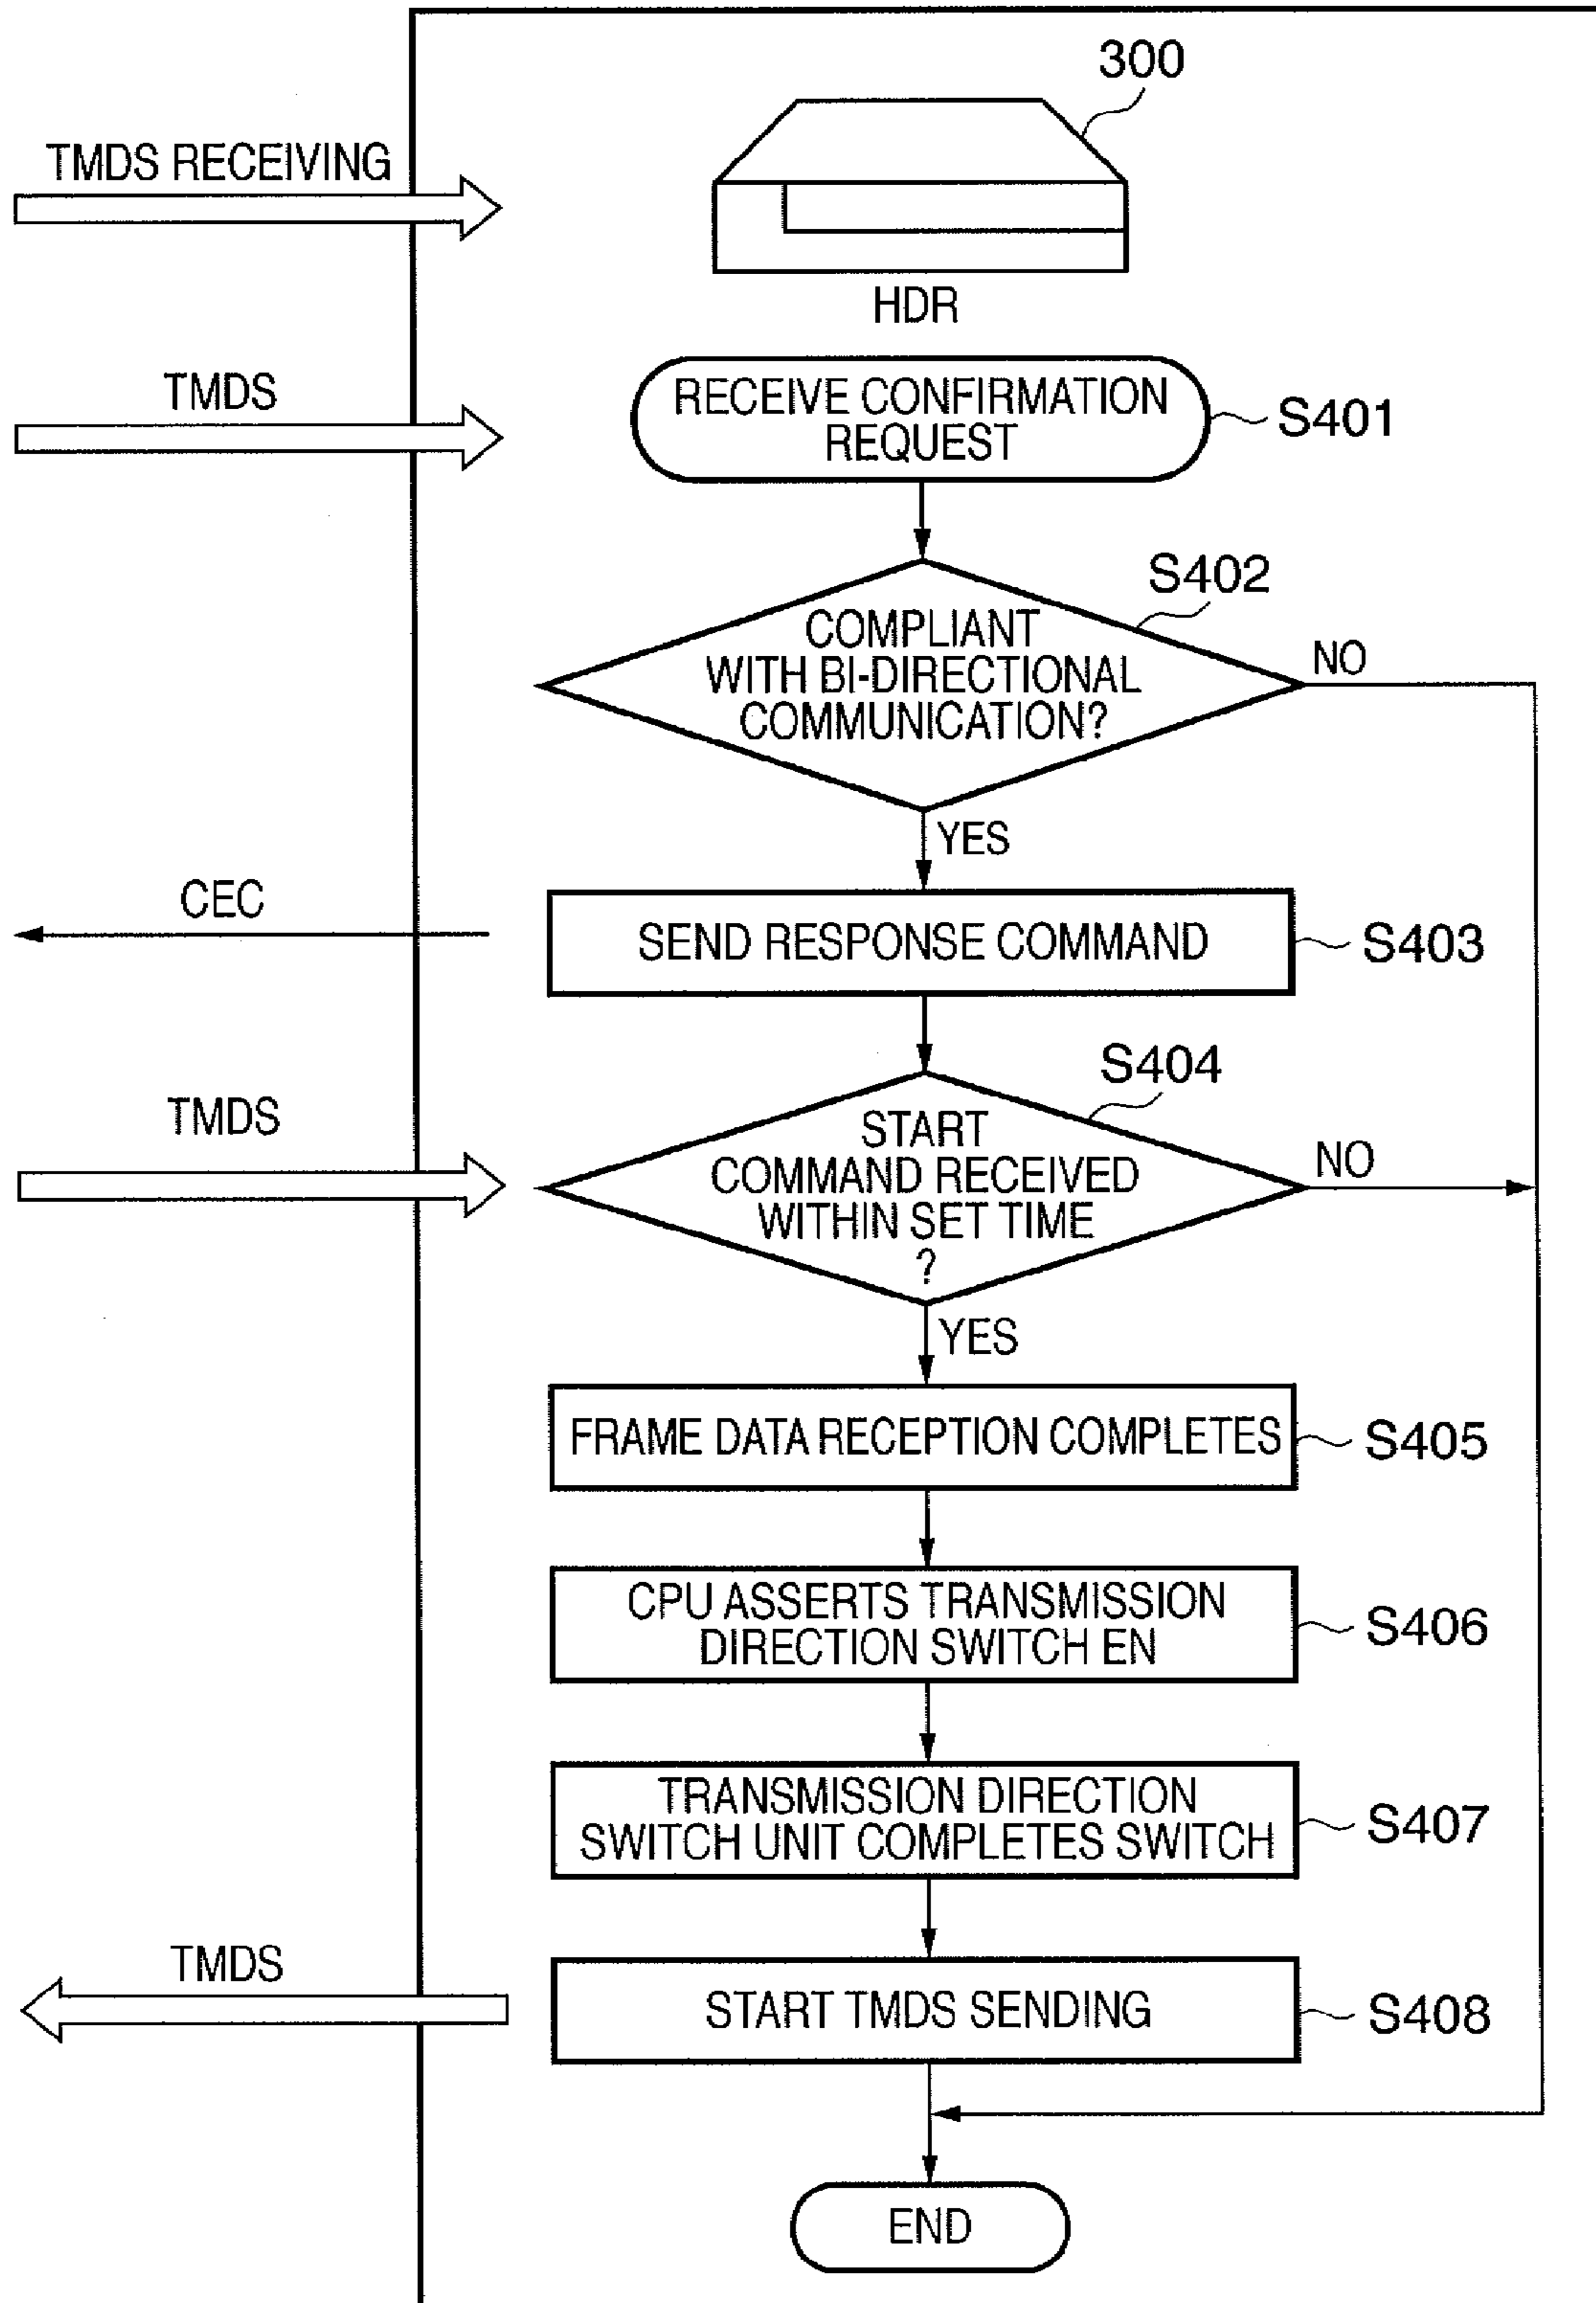 300
TMDS RECEIVING
HDR
TMDS
RECEIVE CONFIRMATION
REQUEST
S401
S402
COMPLIANT
WITH BI-DIRECTIONAL
COMMUNICATION?
NO
YES
CEC
SEND RESPONSE COMMAND
S403
S404
TMDS
START
COMMAND RECEIVED
WITHIN SET TIME
?
NO
YES
FRAME DATA RECEPTION COMPLETES
S405
CPU ASSERTS TRANSMISSION
DIRECTION SWITCH EN
S406
TRANSMISSION DIRECTION
SWITCH UNIT COMPLETES SWITCH
S407
TMDS
START TMDS SENDING
S408
END